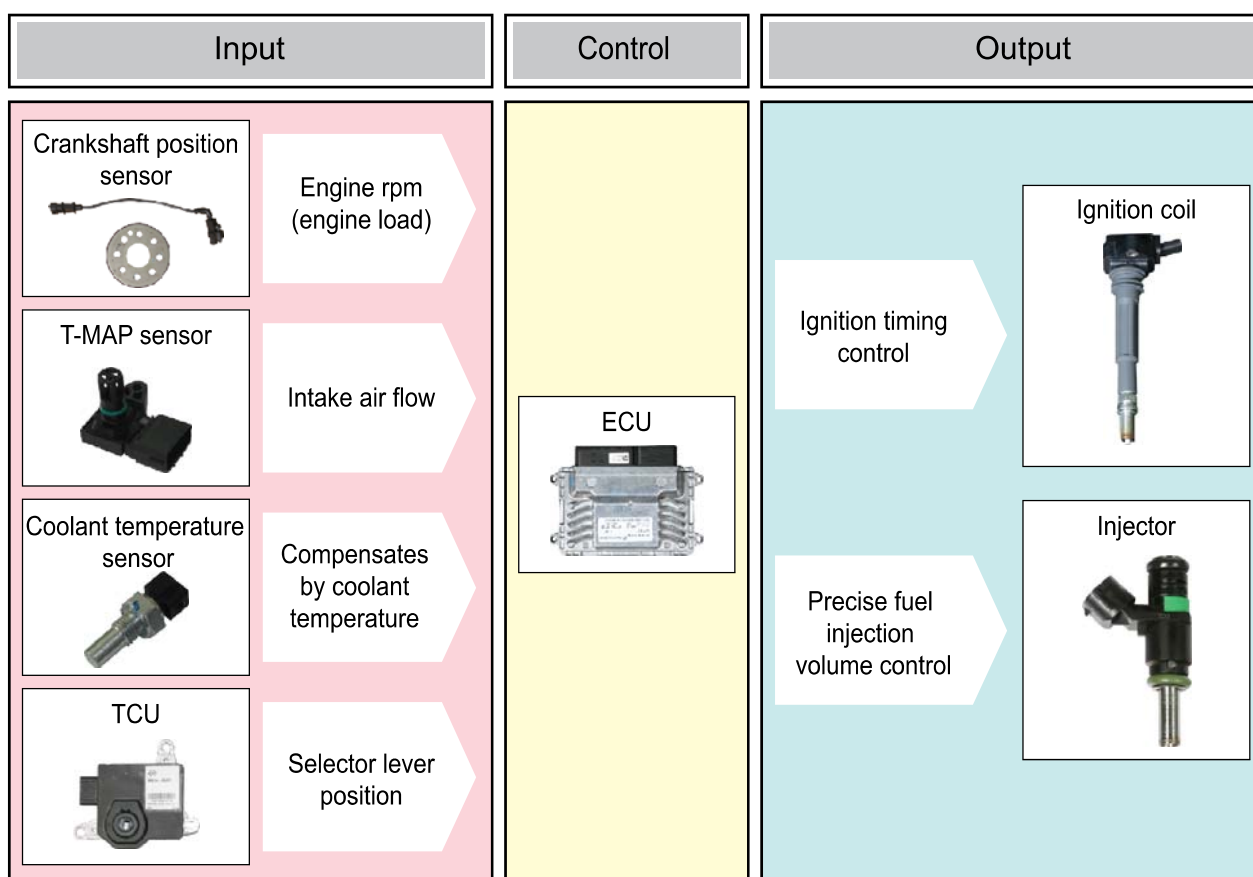 Input
Control
Output
Crankshaft position
sensor
Engine rpm
(engine load)
T-MAP sensor
Intake air flow
Coolant temperature
sensor
Compensates
by coolant
temperature
TCU
Selector lever
position
ECU
Ignition timing
control
Ignition coil
Precise fuel
injection
volume control
Injector